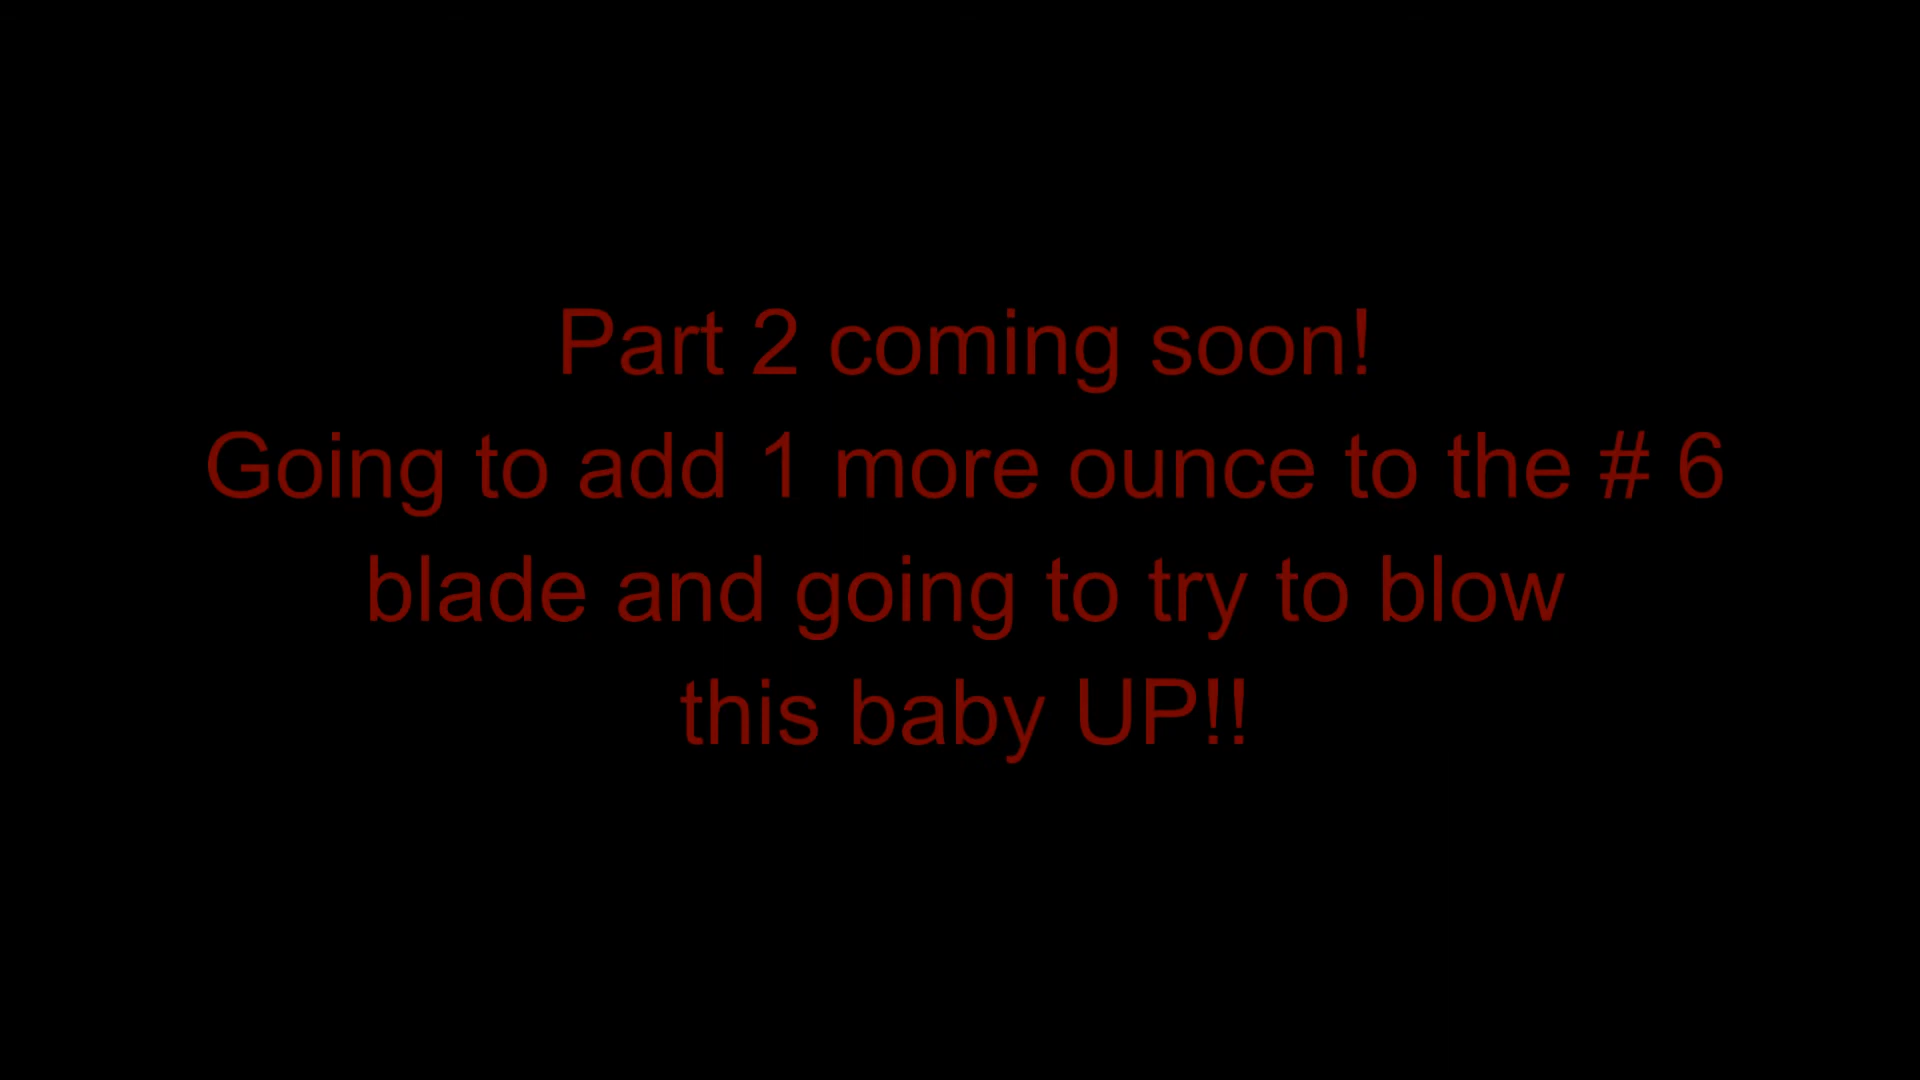 Part 2 coming soon!
Going to add 1 more ounce to the # 6
blade and going to try to blow
this baby UP!!